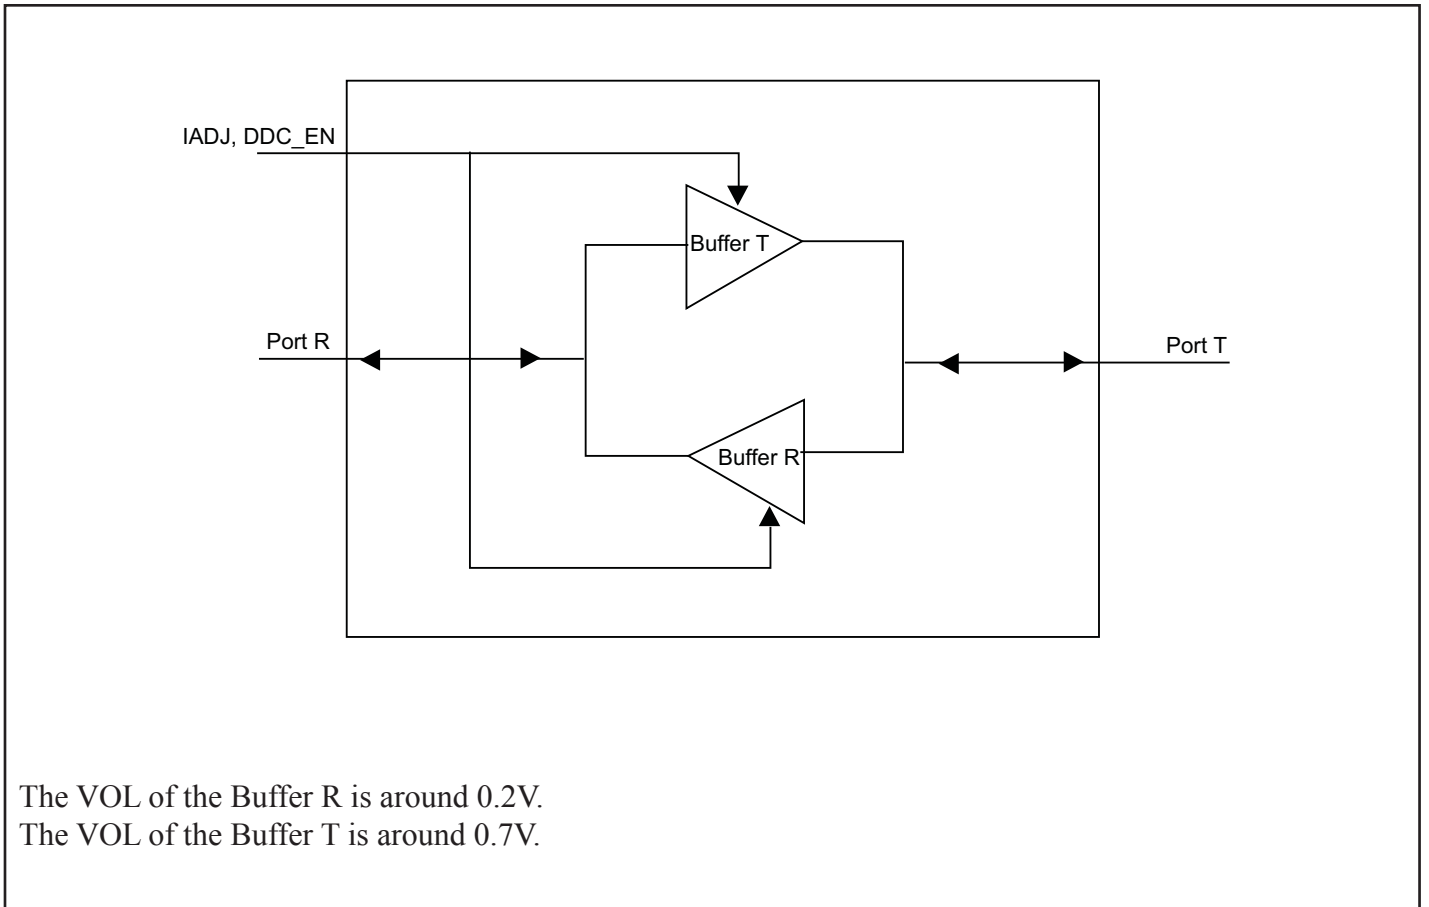 IADJ, DDC_EN
Buffer T
Port R
Port T
Buffer R
The VOL of the Buffer R is around 0.2V.
The VOL of the Buffer T is around 0.7V.